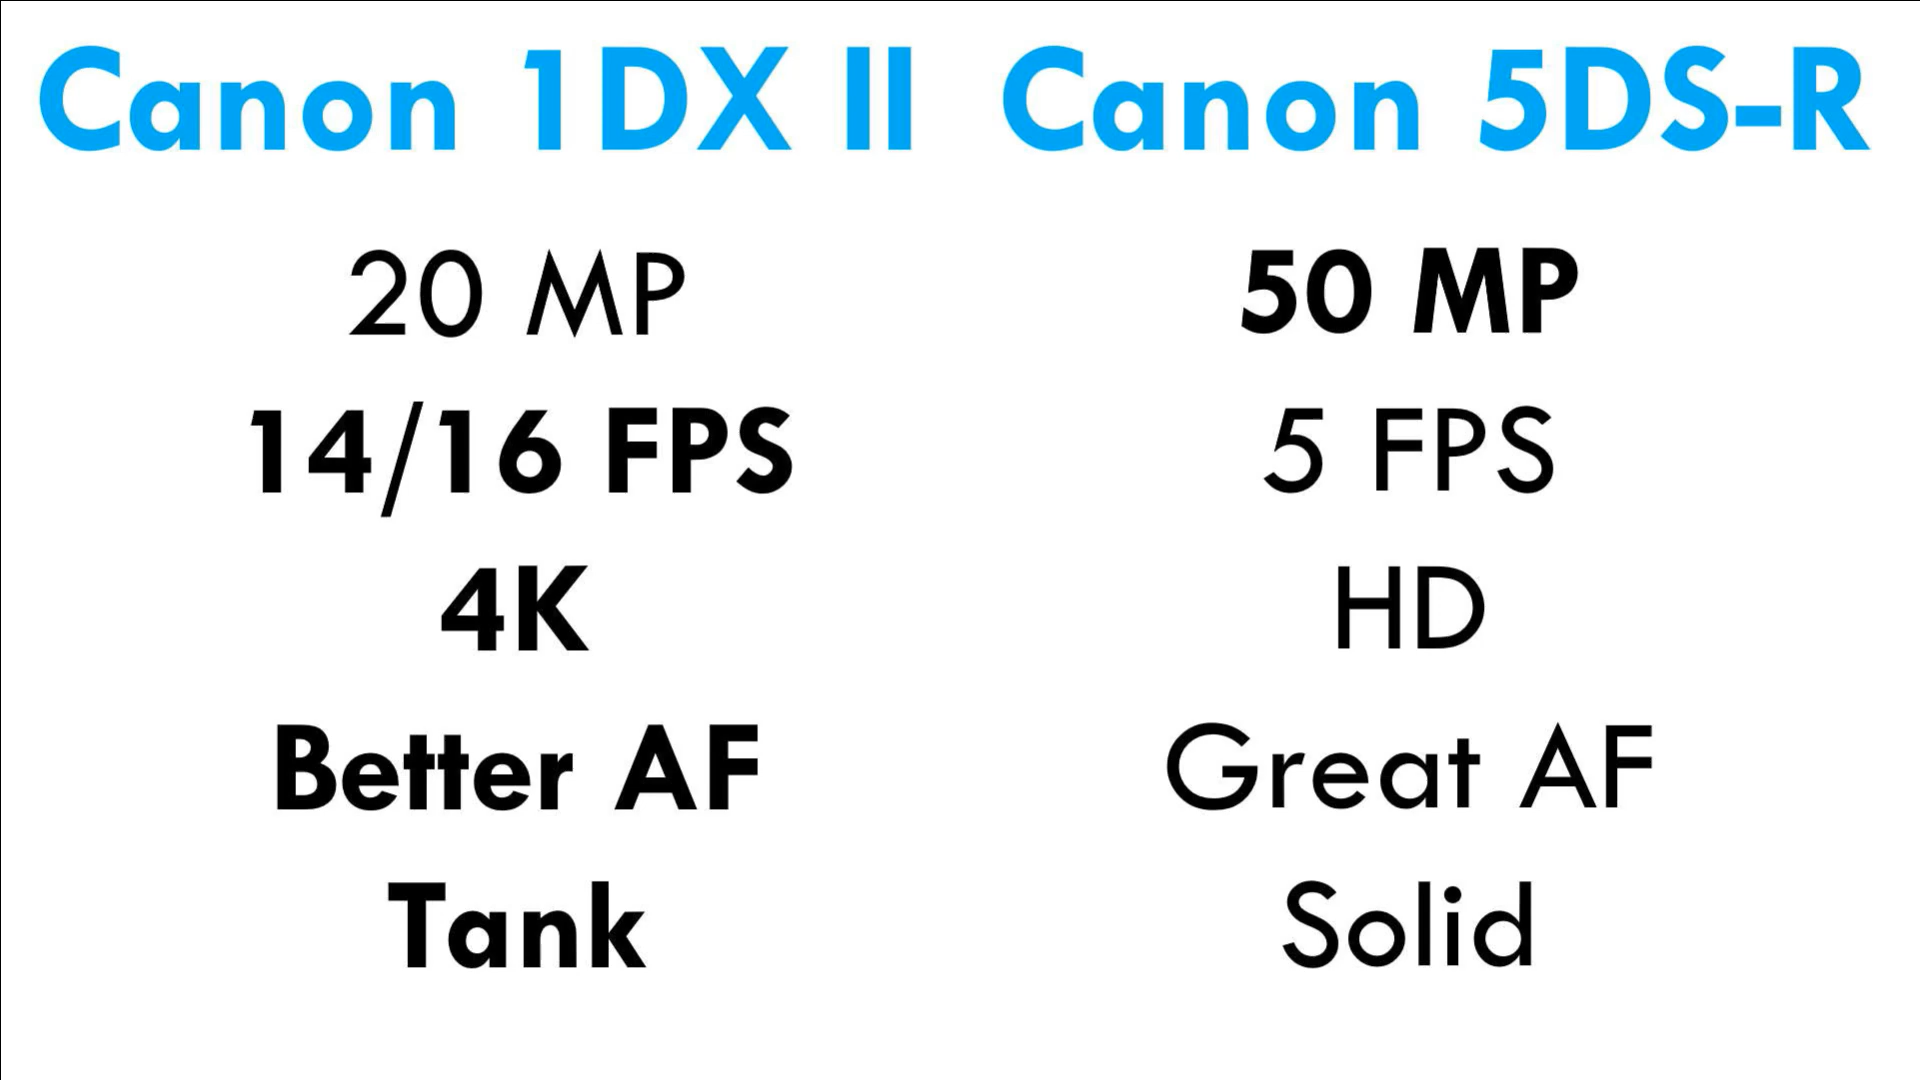 Canon 1DX II Canon 5DS-R
20 MP 50 MP
14/16 FPS 5 FPS
4K HD
Better AF Great AF
Tank Solid